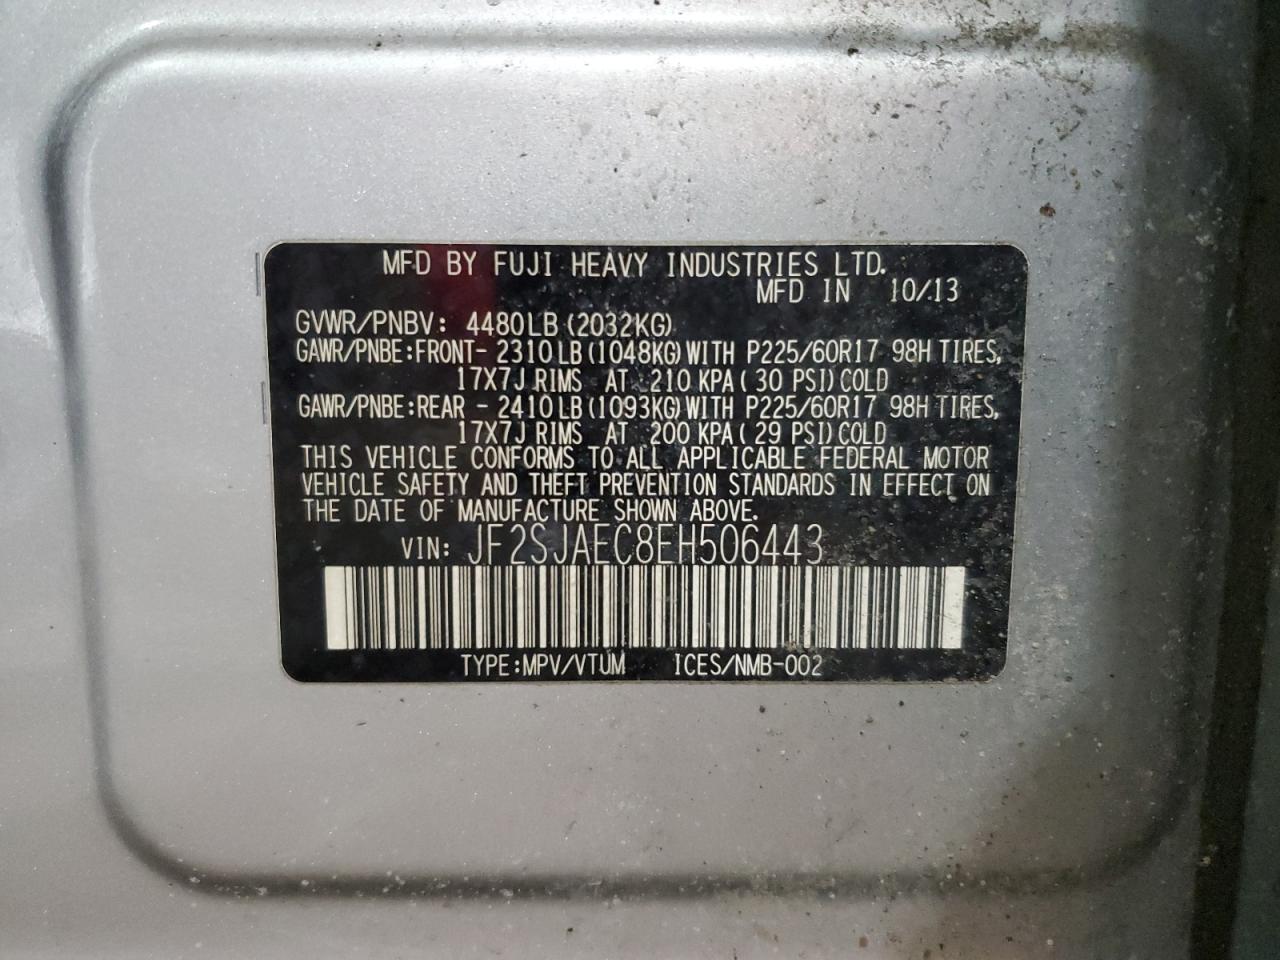 MFD BY FUJI HEAVY INDUSTRIES LTD.
MFD IN 10/13
GVWR/PNBV: 4480LB(2032KG)
GAWR/PNBE:FRONT- 2310LB(1048KG)WITH P225/60R17 98H TIRES,
17X7J RIMS AT 210 KPA(30 PSI)COLD
GAWR/PNBE:REAR - 2410LB(1093KG)WITH P225/60R17 98H TIRES,
17X7J RIMS AT 200 KPA(29 PSI)COLD
THIS VEHICLE CONFORMS TO ALL APPLICABLE FEDERAL MOTOR
VEHICLE SAFETY AND THEFT PREVENTION STANDARDS IN EFFECT ON
THE DATE OF MANUFACTURE SHOWN ABOVE.
VIN: JF2SJAEC8EH506443
TYPE:MPV/VTUM ICES/NMB-002